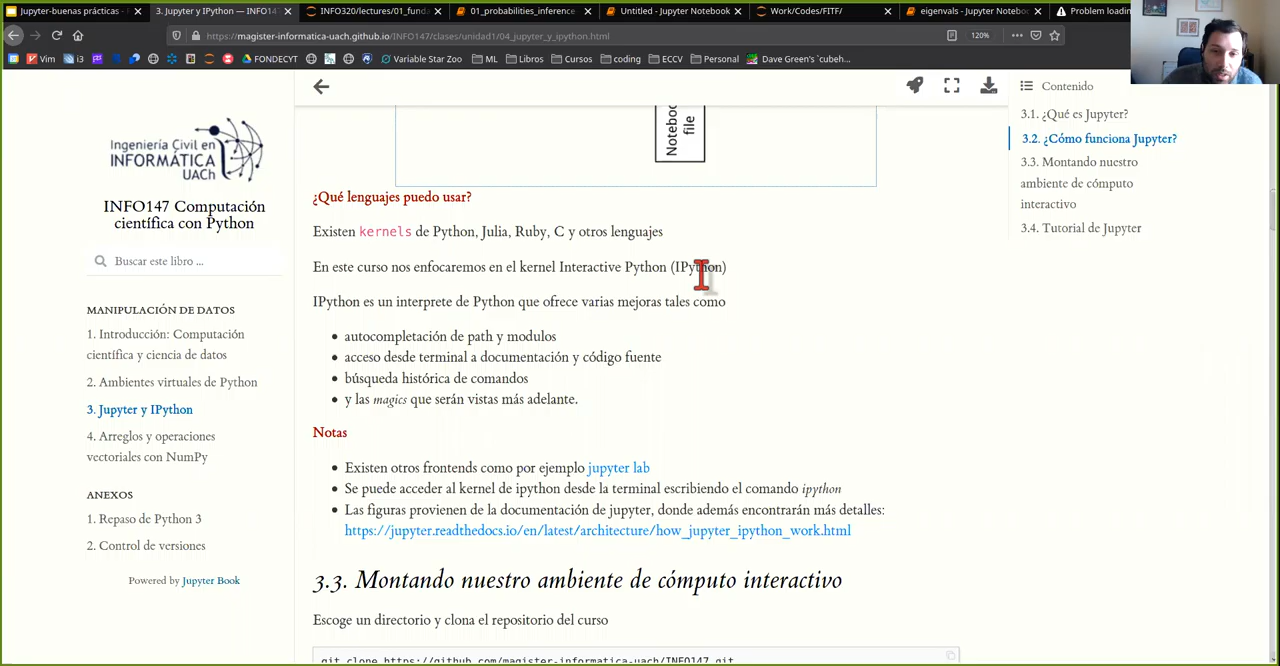 Jupyter-buenas prácticas - 
3. Jupyter y IPython — INFO14
INFO320/lectures/01_fund
01_probabilities_inference
Untitled - Jupyter Notebook
Work/Codes/FITF/
eigenvals - Jupyter Noteboo
Problem loadin
https://magister-informatica-uach.github.io/INFO147/clases/unidad1/04_jupyter_y_ipython.html
120%
Vim
i3
FONDECYT
Variable Star Zoo
ML
Libros
Cursos
coding
ECCV
Personal
Dave Green's `cubeh...
Ingeniería Civil en
INFORMÁTICA
UACh
INFO147 Computación
científica con Python
Buscar este libro ...
MANIPULACIÓN DE DATOS
1. Introducción: Computación
científica y ciencia de datos
2. Ambientes virtuales de Python
3. Jupyter y IPython
4. Arreglos y operaciones
vectoriales con NumPy
ANEXOS
1. Repaso de Python 3
2. Control de versiones
Powered by Jupyter Book
Noteboo
file
¿Qué lenguajes puedo usar?
Existen kernels de Python, Julia, Ruby, C y otros lenguajes
En este curso nos enfocaremos en el kernel Interactive Python (IPython)
IPython es un interprete de Python que ofrece varias mejoras tales como
autocompletación de path y modulos
acceso desde terminal a documentación y código fuente
búsqueda histórica de comandos
y las magics que serán vistas más adelante.
Notas
Existen otros frontends como por ejemplo jupyter lab
Se puede acceder al kernel de ipython desde la terminal escribiendo el comando ipython
Las figuras provienen de la documentación de jupyter, donde además encontrarán más detalles:
https://jupyter.readthedocs.io/en/latest/architecture/how_jupyter_ipython_work.html
3.3. Montando nuestro ambiente de cómputo interactivo
Escoge un directorio y clona el repositorio del curso
git clone https://github.com/magister-informatica-uach/INFO147.git
Contenido
3.1. ¿Qué es Jupyter?
3.2. ¿Cómo funciona Jupyter?
3.3. Montando nuestro
ambiente de cómputo
interactivo
3.4. Tutorial de Jupyter